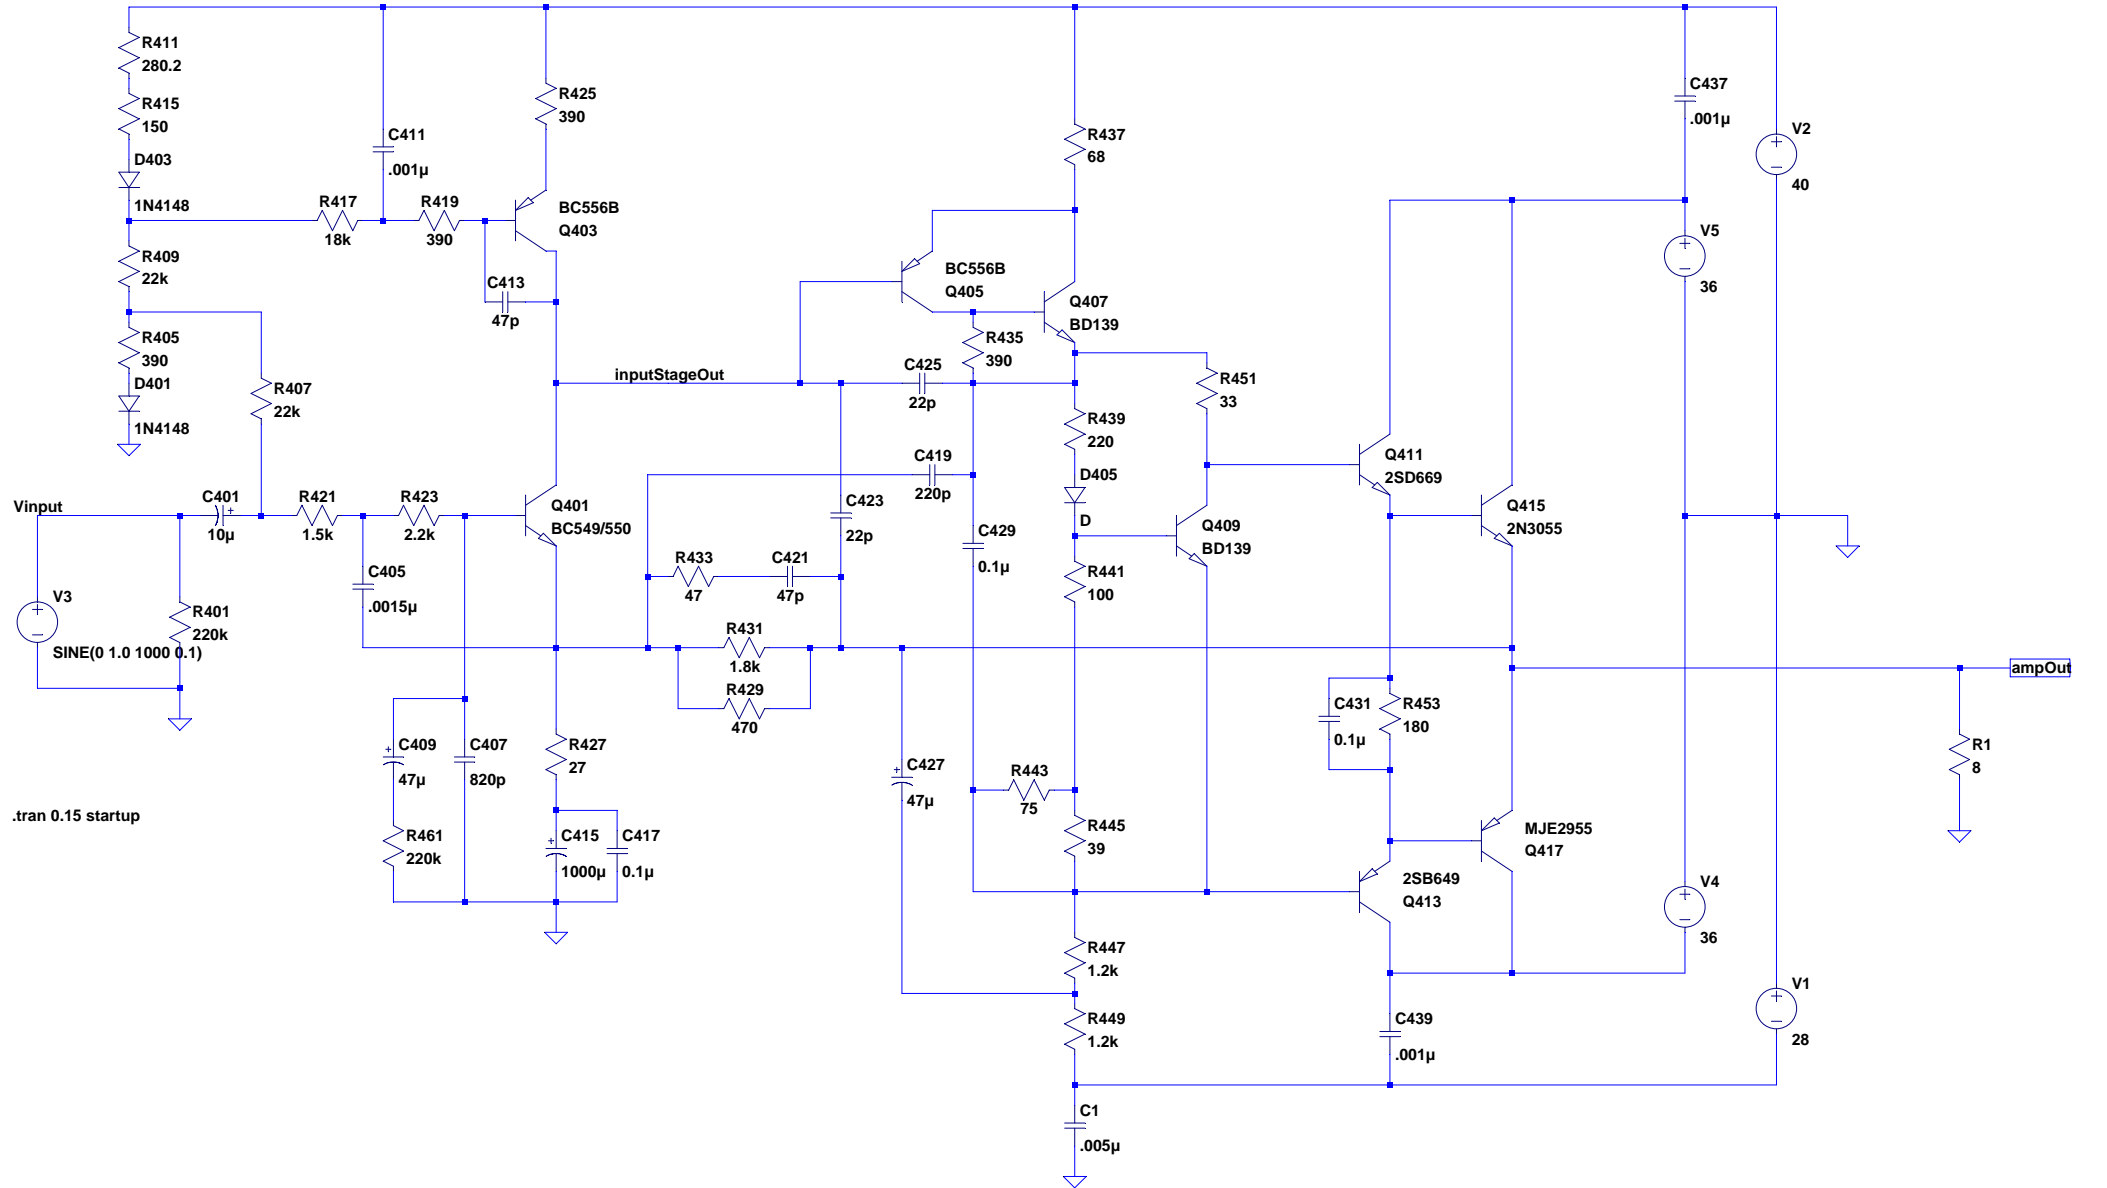 R411
280.2
R415
150
D403
1N4148
R409
22k
R405
390
D401
1N4148
R407
22k
R417
18k
C411
.001µ
R419
390
R425
390
BC556B
Q403
C413
47p
inputStageOut
BC556B
Q405
Q407
BD139
R437
68
R435
390
C425
22p
C419
220p
R439
220
D405
D
R451
33
Q409
BD139
Q411
2SD669
Q415
2N3055
C437
.001µ
V2
40
V5
36
Vinput
C401
+
10µ
R421
1.5k
R423
2.2k
Q401
BC549/550
C405
.0015µ
V3
SINE(0 1.0 1000 0.1)
R401
220k
R433
47
C421
47p
C423
22p
C429
0.1µ
R441
100
R431
1.8k
R429
470
ampOut
C431
0.1µ
R453
180
R1
8
C409
+
47µ
C407
820p
R427
27
C427
+
47µ
R443
75
R445
39
.tran 0.15 startup
R461
220k
C415
+
1000µ
C417
0.1µ
MJE2955
Q417
2SB649
Q413
V4
36
R447
1.2k
R449
1.2k
C439
.001µ
V1
28
C1
.005µ